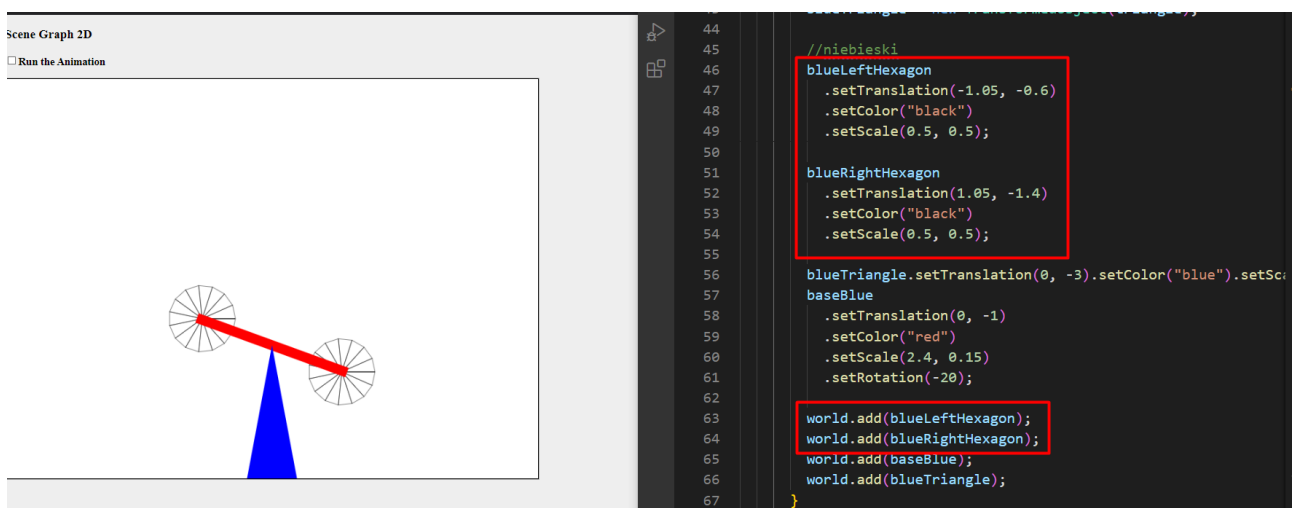 Scene Graph 2D
Run the Animation
44
45 //niebieski
46 blueLeftHexagon
47 .setTranslation(-1.05, -0.6)
48 .setColor("black")
49 .setScale(0.5, 0.5);
50
51 blueRightHexagon
52 .setTranslation(1.05, -1.4)
53 .setColor("black")
54 .setScale(0.5, 0.5);
55
56 blueTriangle.setTranslation(0, -3).setColor("blue").setSc
57 baseBlue
58 .setTranslation(0, -1)
59 .setColor("red")
60 .setScale(2.4, 0.15)
61 .setRotation(-20);
62
63 world.add(blueLeftHexagon);
64 world.add(blueRightHexagon);
65 world.add(baseBlue);
66 world.add(blueTriangle);
67 }